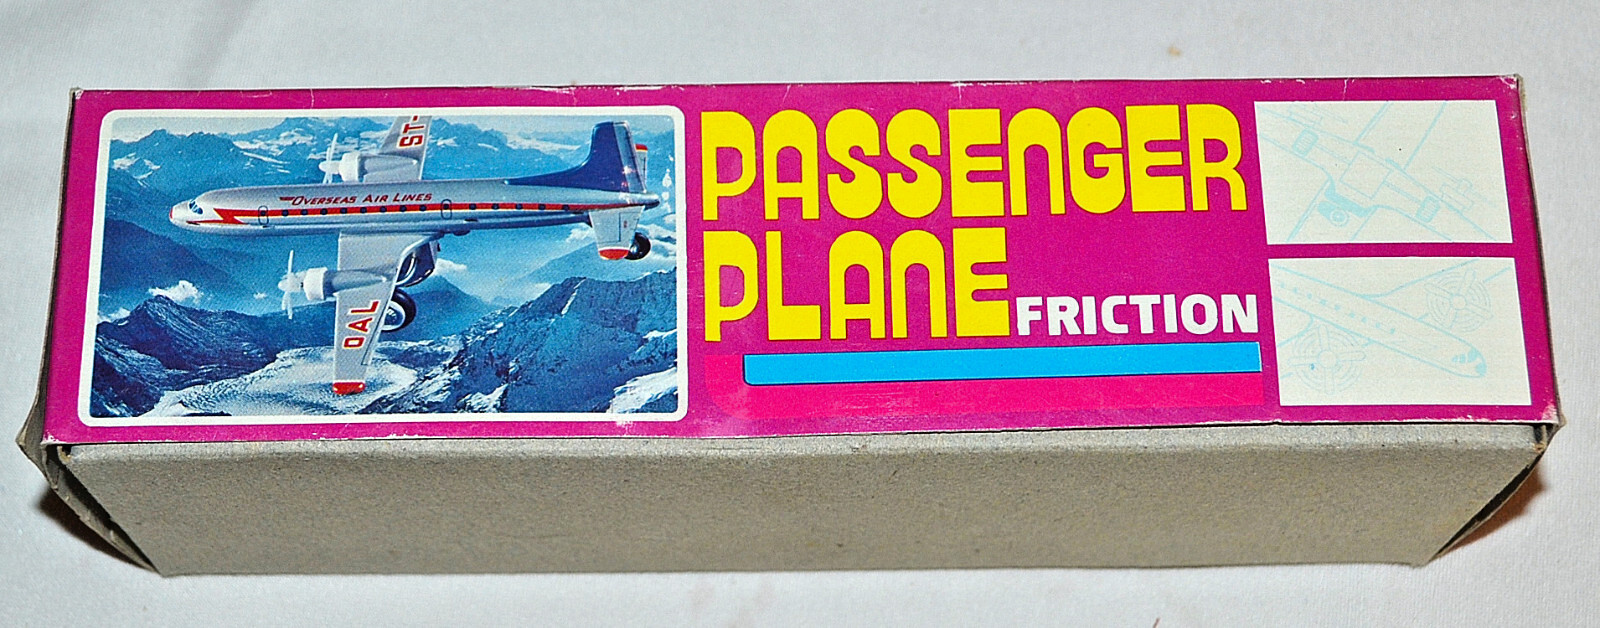 ST-
OVERSEAS AIR LINES
OAL
PASSENGER
PLANE
FRICTION